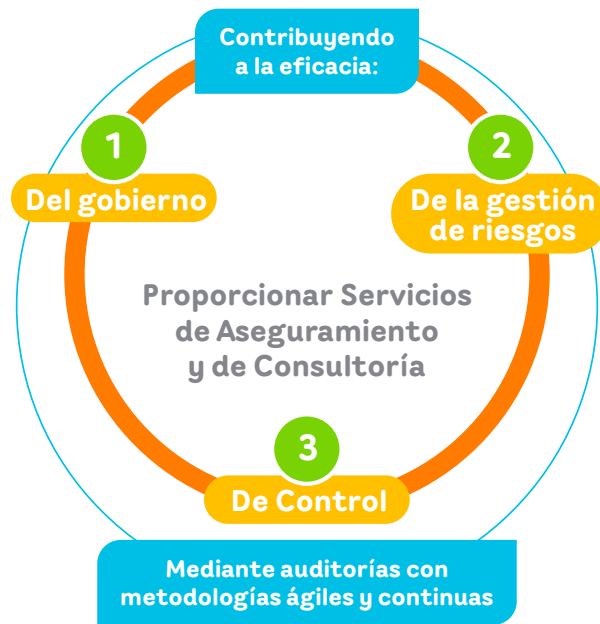 Contribuyendo
a la eficacia:
1
Del gobierno
2
De la gestión
de riesgos
Proporcionar Servicios
de Aseguramiento
y de Consultoría
3
De Control
Mediante auditorías con
metodologías ágiles y continuas